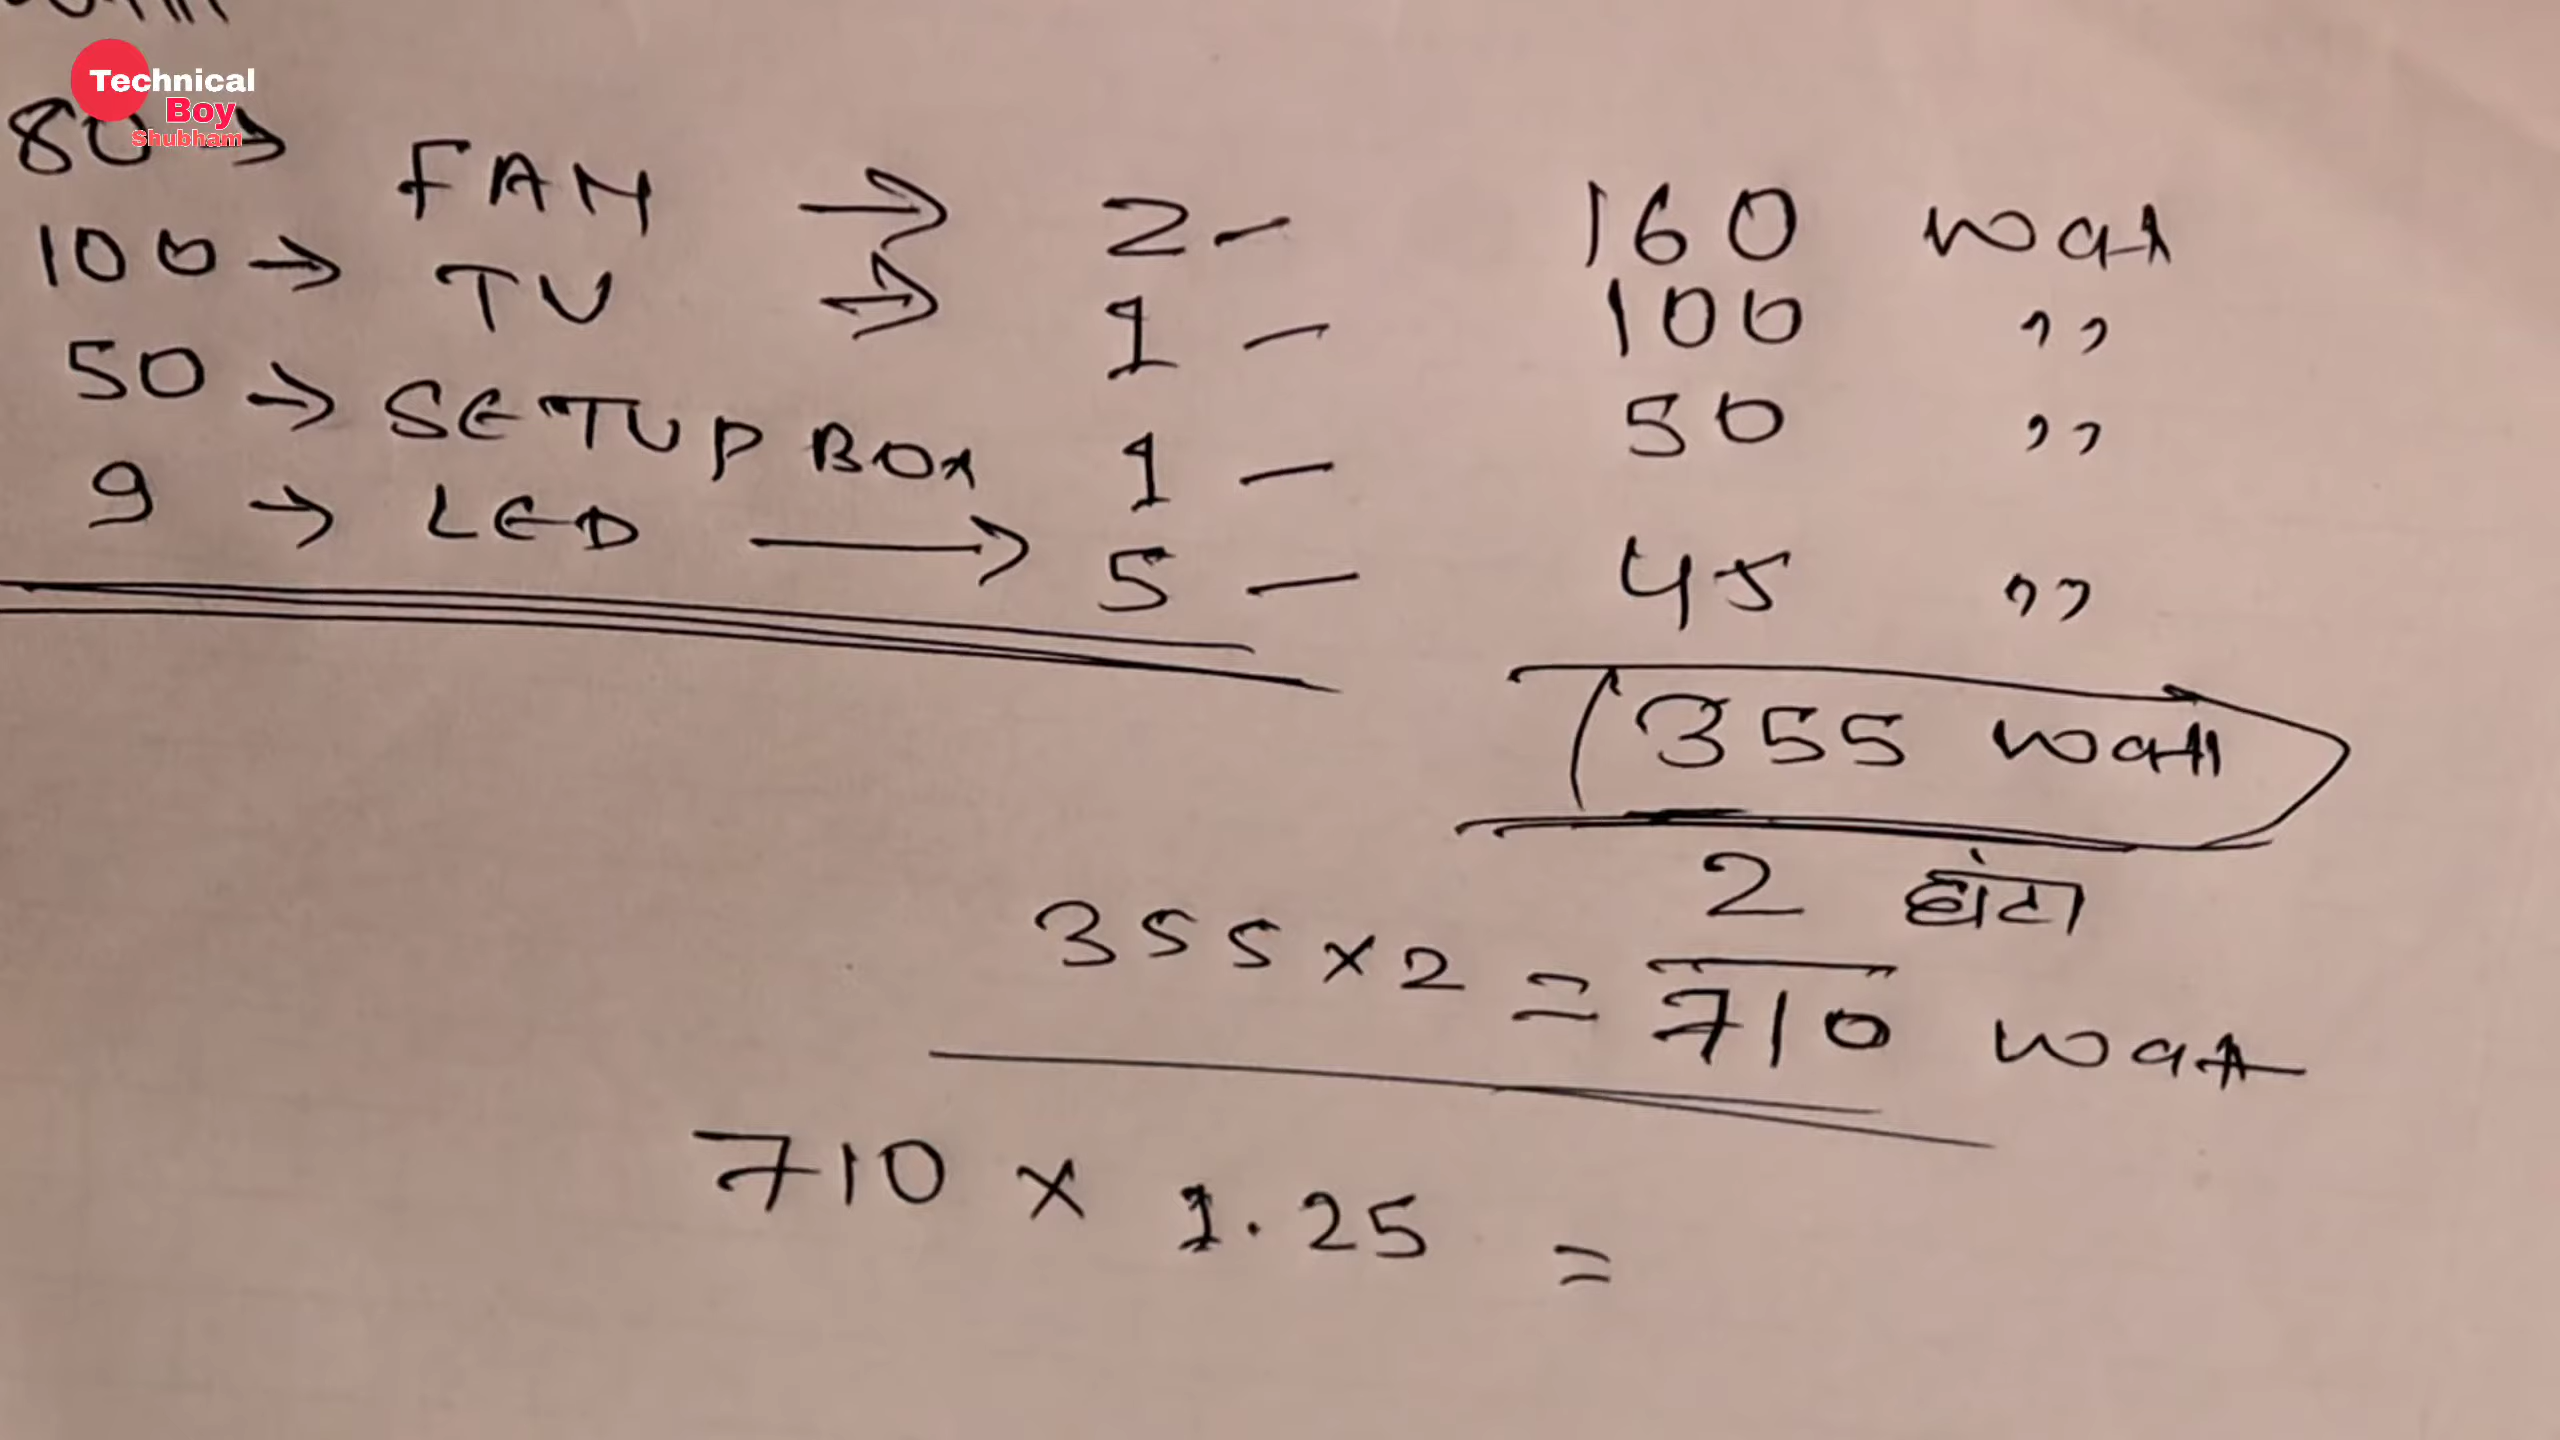 Technical
Boy
Shubham
80 → FAN → 2 - 160 watt
100 → TV → 1 - 100 ,,
50 → SETUP BOX 1 - 50 ,,
9 → LED → 5 - 45 ,,
355 watt
2 घंटा
355 × 2 = 710 watt
710 × 1.25 =